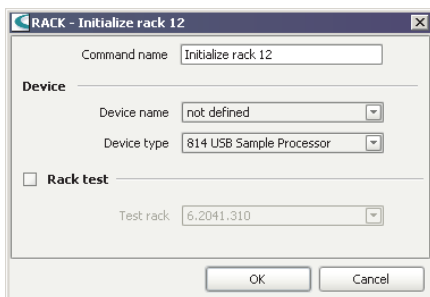 RACK - Initialize rack 12
Command name Initialize rack 12
Device
Device name not defined
Device type 814 USB Sample Processor
Rack test
Test rack 6.2041.310
OK Cancel